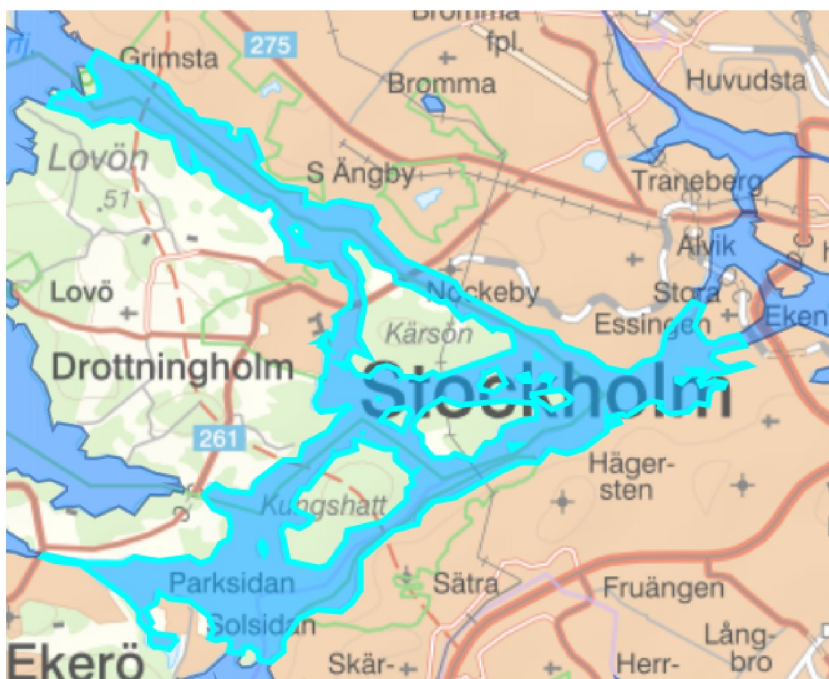 Bromma
fpl.
Grimsta
275
Bromma
Huvudsta
Lovön
51
S Ängby
Traneberg
Alvik
Lovö
Nockeby
Stora
Essingen
Eken
Kärsön
Drottningholm
Stockholm
261
Häger-
sten
Kungshatt
Parksidan
Sätra
Fruängen
Solsidan
Lång-
bro
Ekerö
Skär-
Herr-